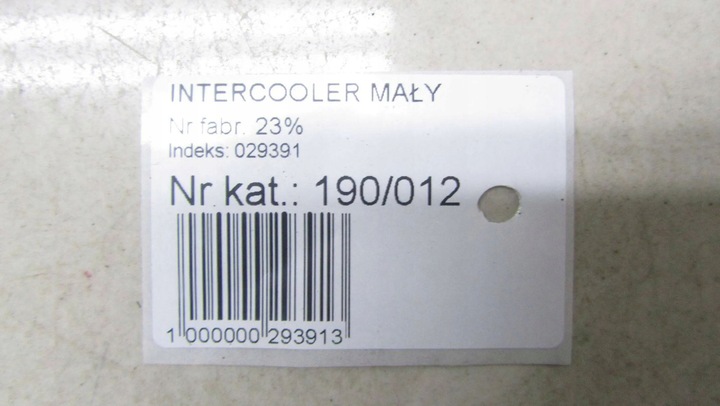 INTERCOOLER MAŁY
Nr fabr. 23%
Indeks: 029391
Nr kat.: 190/012
1 000000 293913